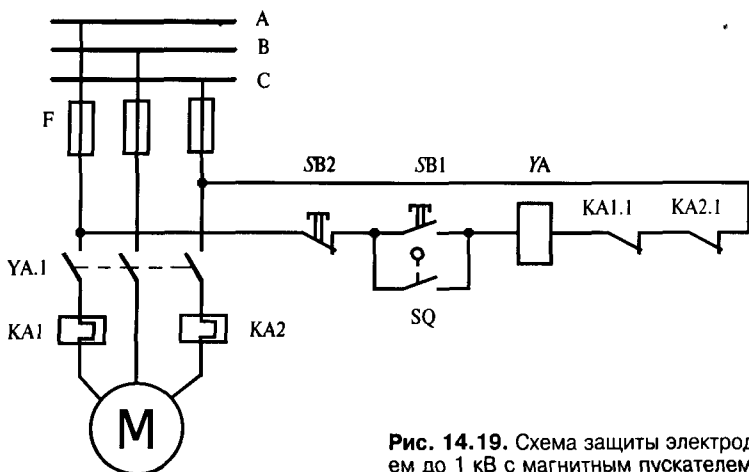 A
B
C
F
SB2 SB1 YA
KA1.1 KA2.1
YA.1
SQ
KA1 KA2
M
Рис. 14.19. Схема защиты электрод
ем до 1 кВ с магнитным пускателем